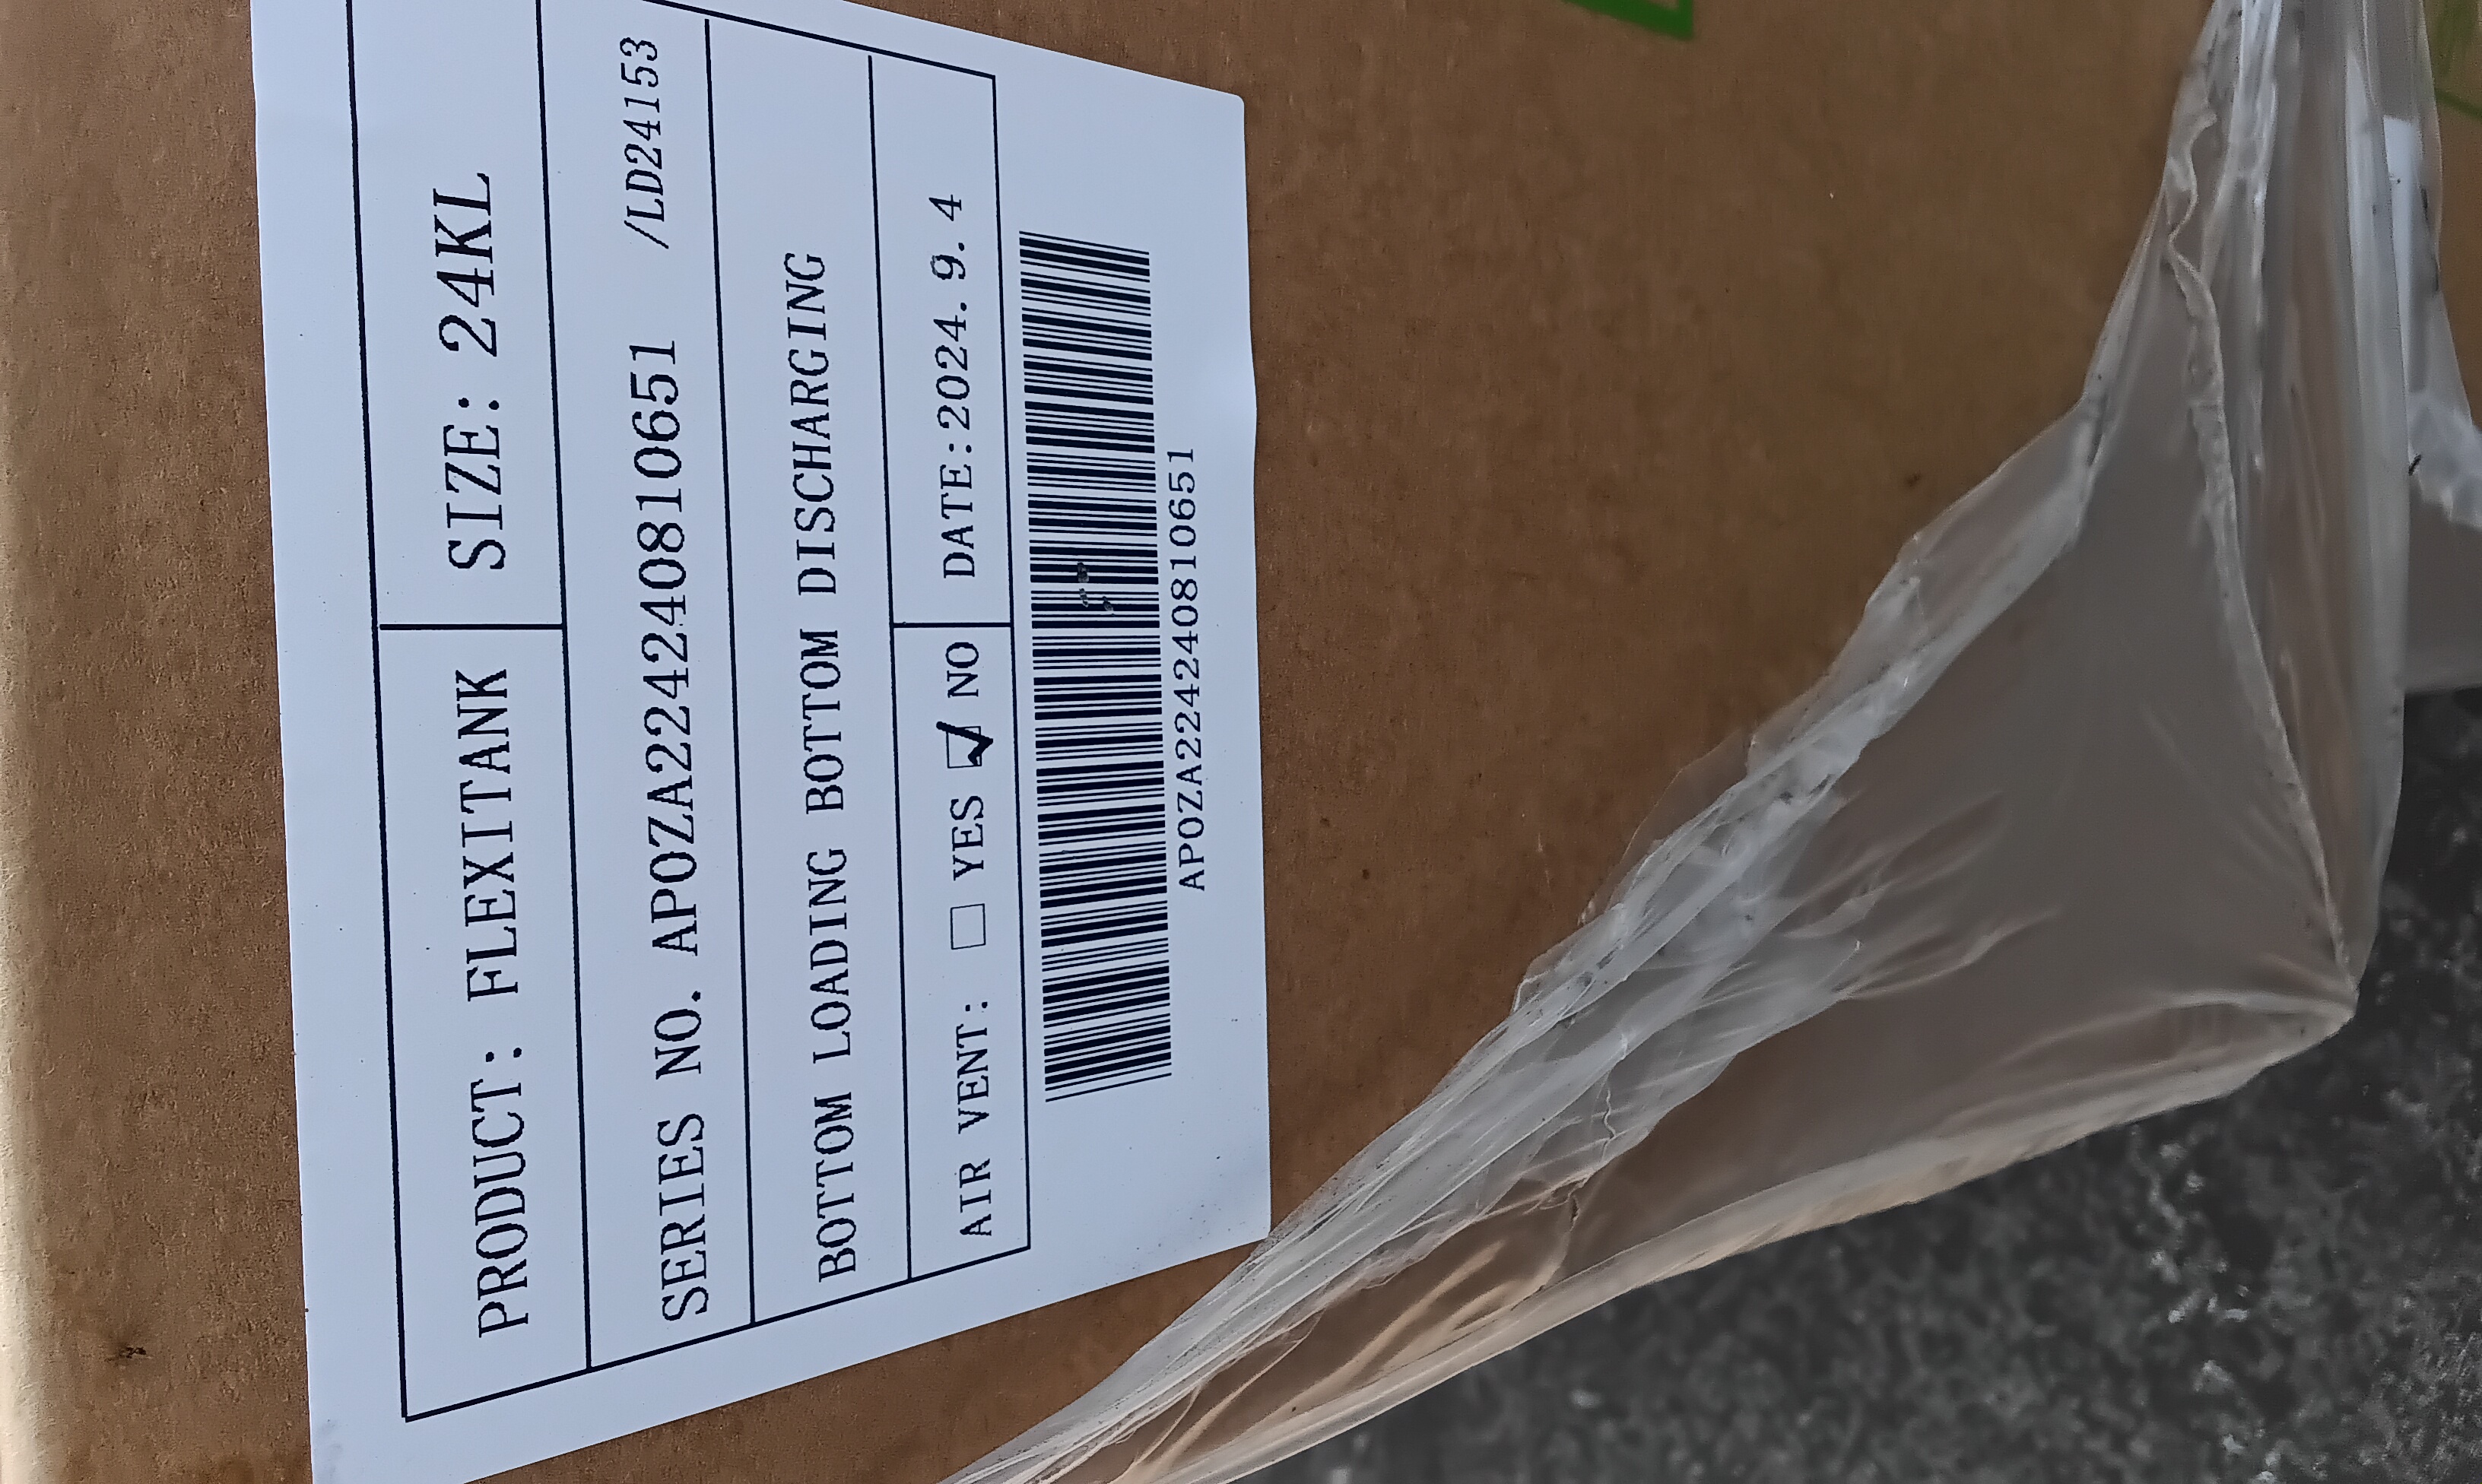 PRODUCT: FLEXITANK SIZE: 24KL
SERIES NO. APOZA224240810651 /LD24153
BOTTOM LOADING BOTTOM DISCHARGING
AIR VENT: ☐ YES ☑ NO DATE:2024. 9. 4
APOZA224240810651